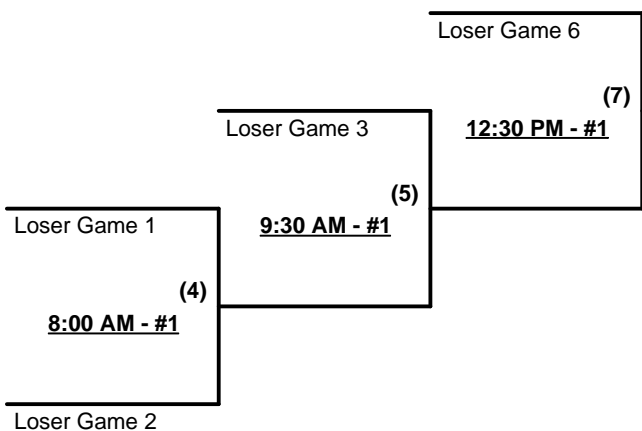 Loser Game 6
(7)
Loser Game 3
12:30 PM - #1
(5)
Loser Game 1
9:30 AM - #1
(4)
8:00 AM - #1
Loser Game 2